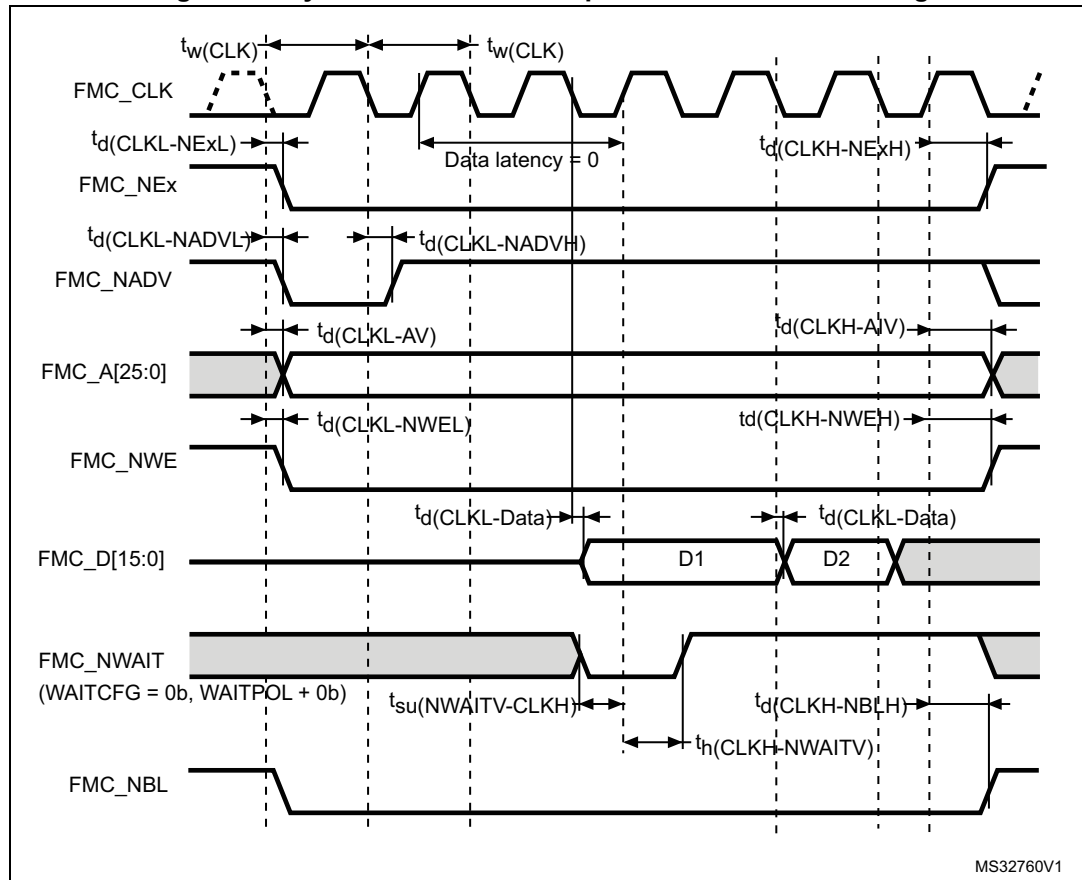 tw(CLK) tw(CLK)
FMC_CLK
td(CLKL-NExL) Data latency = 0 td(CLKH-NExH)
FMC_NEx
td(CLKL-NADVL) td(CLKL-NADVH)
FMC_NADV
td(CLKL-AV) td(CLKH-AIV)
FMC_A[25:0]
td(CLKL-NWEL) td(CLKH-NWEH)
FMC_NWE
td(CLKL-Data) td(CLKL-Data)
FMC_D[15:0] D1 D2
FMC_NWAIT
(WAITCFG = 0b, WAITPOL + 0b)
tsu(NWAITV-CLKH) td(CLKH-NBLH)
th(CLKH-NWAITV)
FMC_NBL
MS32760V1